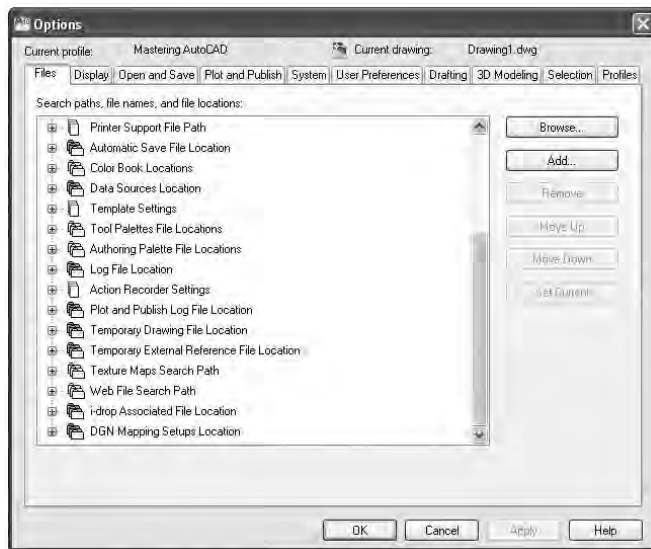 Options
Current profile: Mastering AutoCAD Current drawing: Drawing1.dwg
Files Display Open and Save Plot and Publish System User Preferences Drafting 3D Modeling Selection Profiles
Search paths, file names, and file locations:
Printer Support File Path
Automatic Save File Location
Color Book Locations
Data Sources Location
Template Settings
Tool Palettes File Locations
Authoring Palette File Locations
Log File Location
Action Recorder Settings
Plot and Publish Log File Location
Temporary Drawing File Location
Temporary External Reference File Location
Texture Maps Search Path
Web File Search Path
i-drop Associated File Location
DGN Mapping Setups Location
Browse...
Add...
Remove
Move Up
Move Down
Set Current
OK Cancel Apply Help